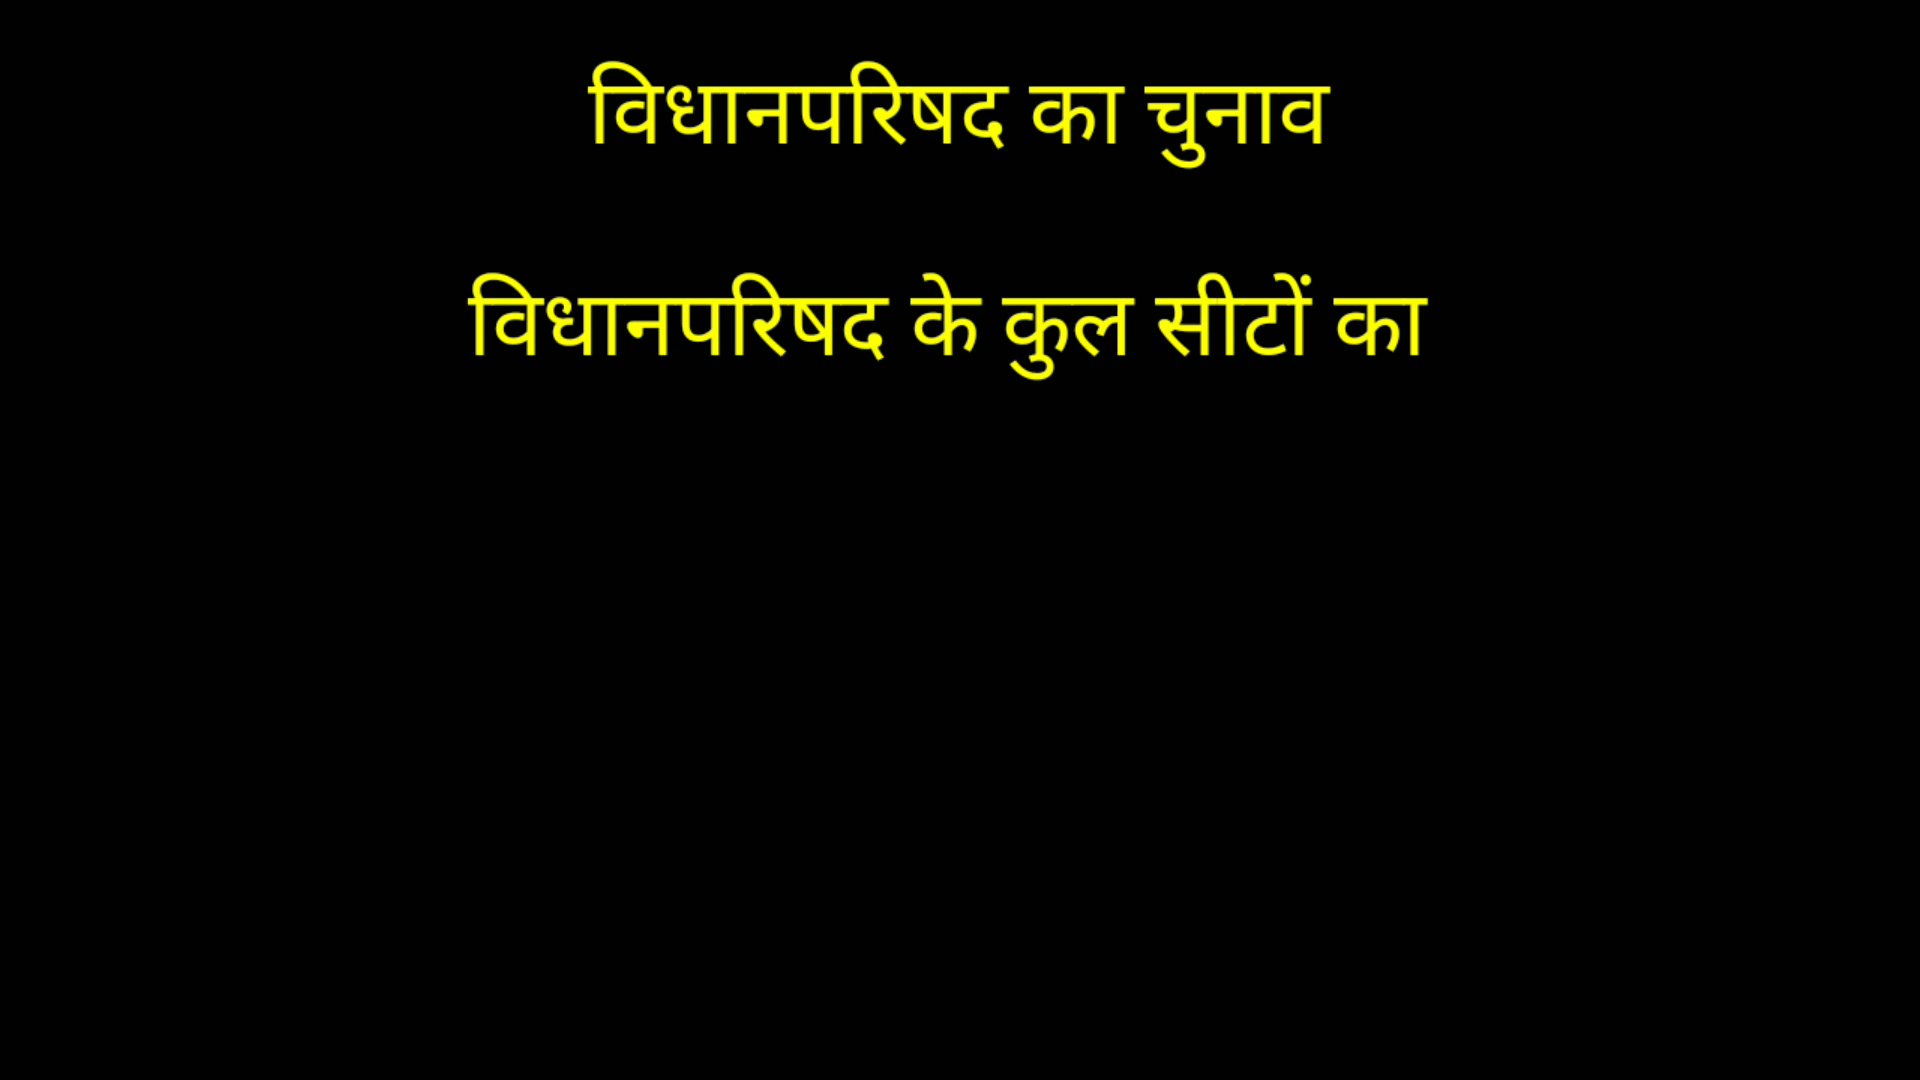 विधानपरिषद का चुनाव
विधानपरिषद के कुल सीटों का